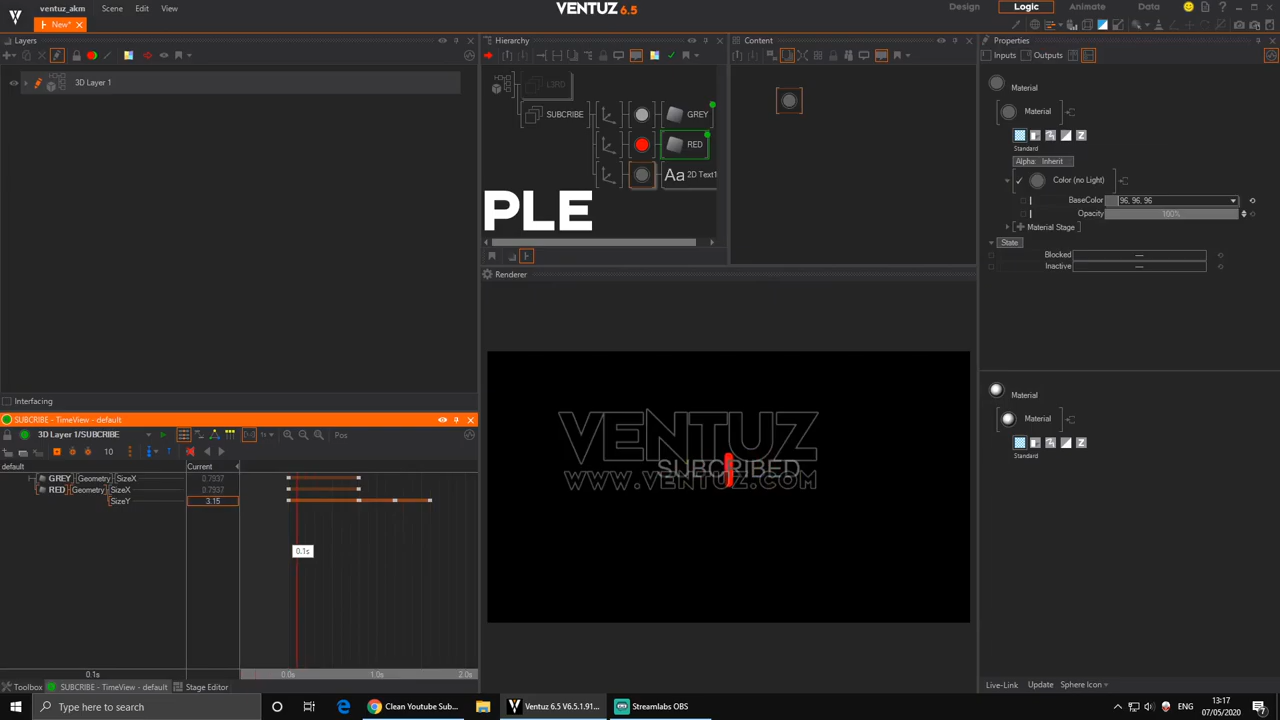 ventuz_akm Scene Edit View VENTUZ 6.5 Design Logic Animate Data
New*
Layers
3D Layer 1
Interfacing
Hierarchy
L3RD
SUBCRIBE
GREY
RED
Aa 2D Text1
PLE
Content
Renderer
VENTUZ
SUBCRIBED
WWW.VENTUZ.COM
Properties
Inputs Outputs
Material
Material
Standard
Alpha: Inherit
Color (no Light)
BaseColor 96, 96, 96
Opacity 100%
Material Stage
State
Blocked —
Inactive —
Material
Material
Standard
SUBCRIBE - TimeView - default
3D Layer 1/SUBCRIBE Pos
10
default Current
GREY Geometry SizeX 0.7937
RED Geometry SizeX 0.7937
SizeY 3.15
0.1s
0.1s 0.0s 1.0s 2.0s
Toolbox SUBCRIBE - TimeView - default Stage Editor
Live-Link Update Sphere Icon
Type here to search Clean Youtube Sub... Ventuz 6.5 V6.5.1.91... Streamlabs OBS
13:17
07/05/2020